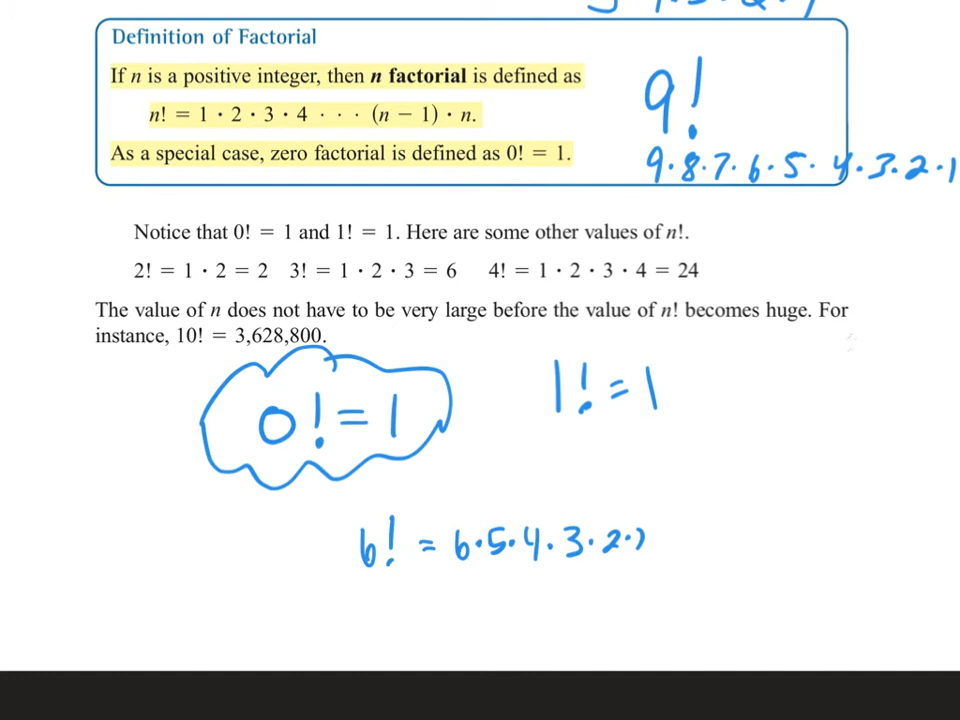 Definition of Factorial
If n is a positive integer, then n factorial is defined as
n! = 1 · 2 · 3 · 4 · · · (n − 1) · n.
As a special case, zero factorial is defined as 0! = 1.
9!
9·8·7·6·5·4·3·2·1
Notice that 0! = 1 and 1! = 1. Here are some other values of n!.
2! = 1 · 2 = 2 3! = 1 · 2 · 3 = 6 4! = 1 · 2 · 3 · 4 = 24
The value of n does not have to be very large before the value of n! becomes huge. For
instance, 10! = 3,628,800.
0! = 1
1! = 1
6! = 6·5·4·3·2·